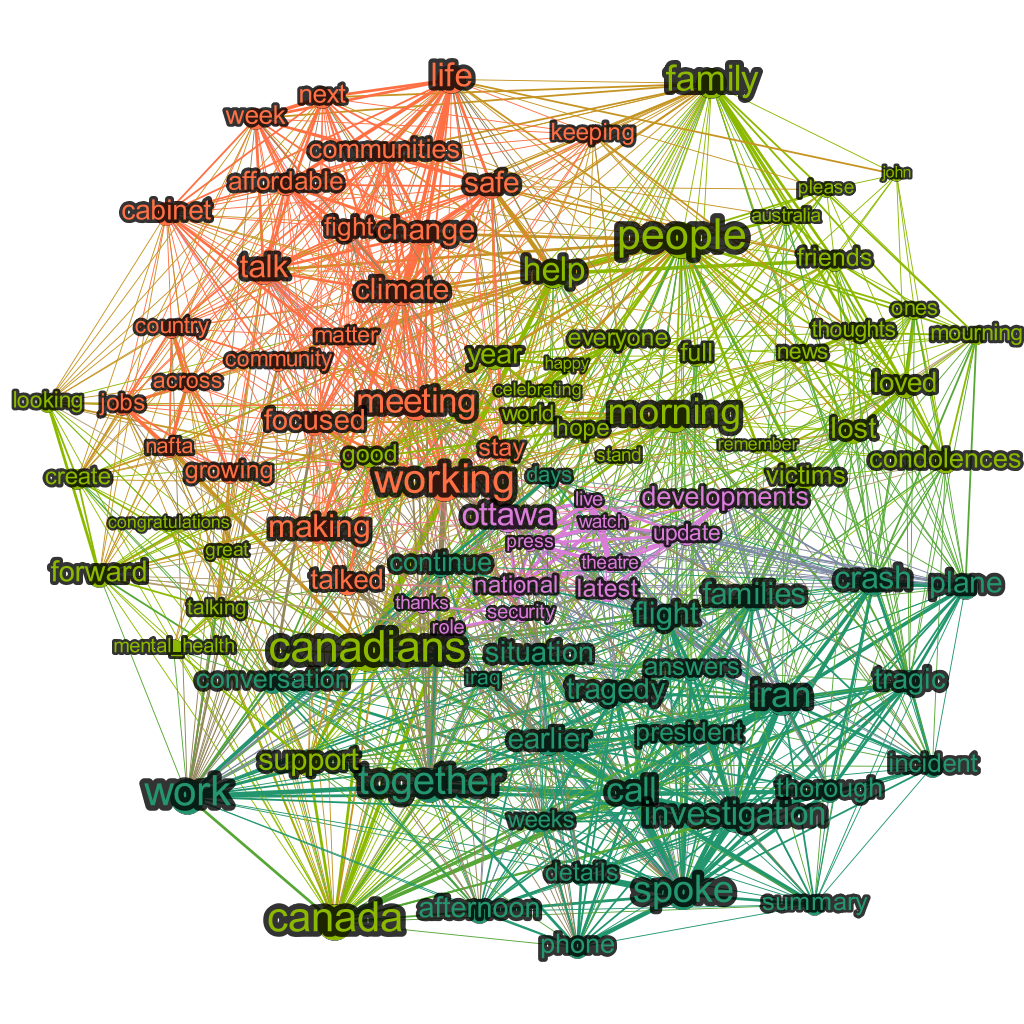 life
family
next
week
keeping
communities
john
affordable
safe
please
cabinet
australia
fight
change
people
talk
help
friends
climate
ones
country
matter
thoughts
mourning
everyone
community
year
full
news
happy
across
loved
celebrating
looking
jobs
meeting
world
morning
focused
hope
lost
nafta
good
stay
stand
remember
condolences
growing
create
working
days
victims
live
developments
ottawa
congratulations
watch
making
press
update
great
continue
theatre
forward
talked
national
latest
crash
plane
families
thanks
security
talking
flight
role
mental_health
canadians
situation
answers
conversation
iraq
tragedy
iran
tragic
president
earlier
support
incident
together
work
call
thorough
weeks
investigation
details
spoke
summary
canada
afternoon
phone